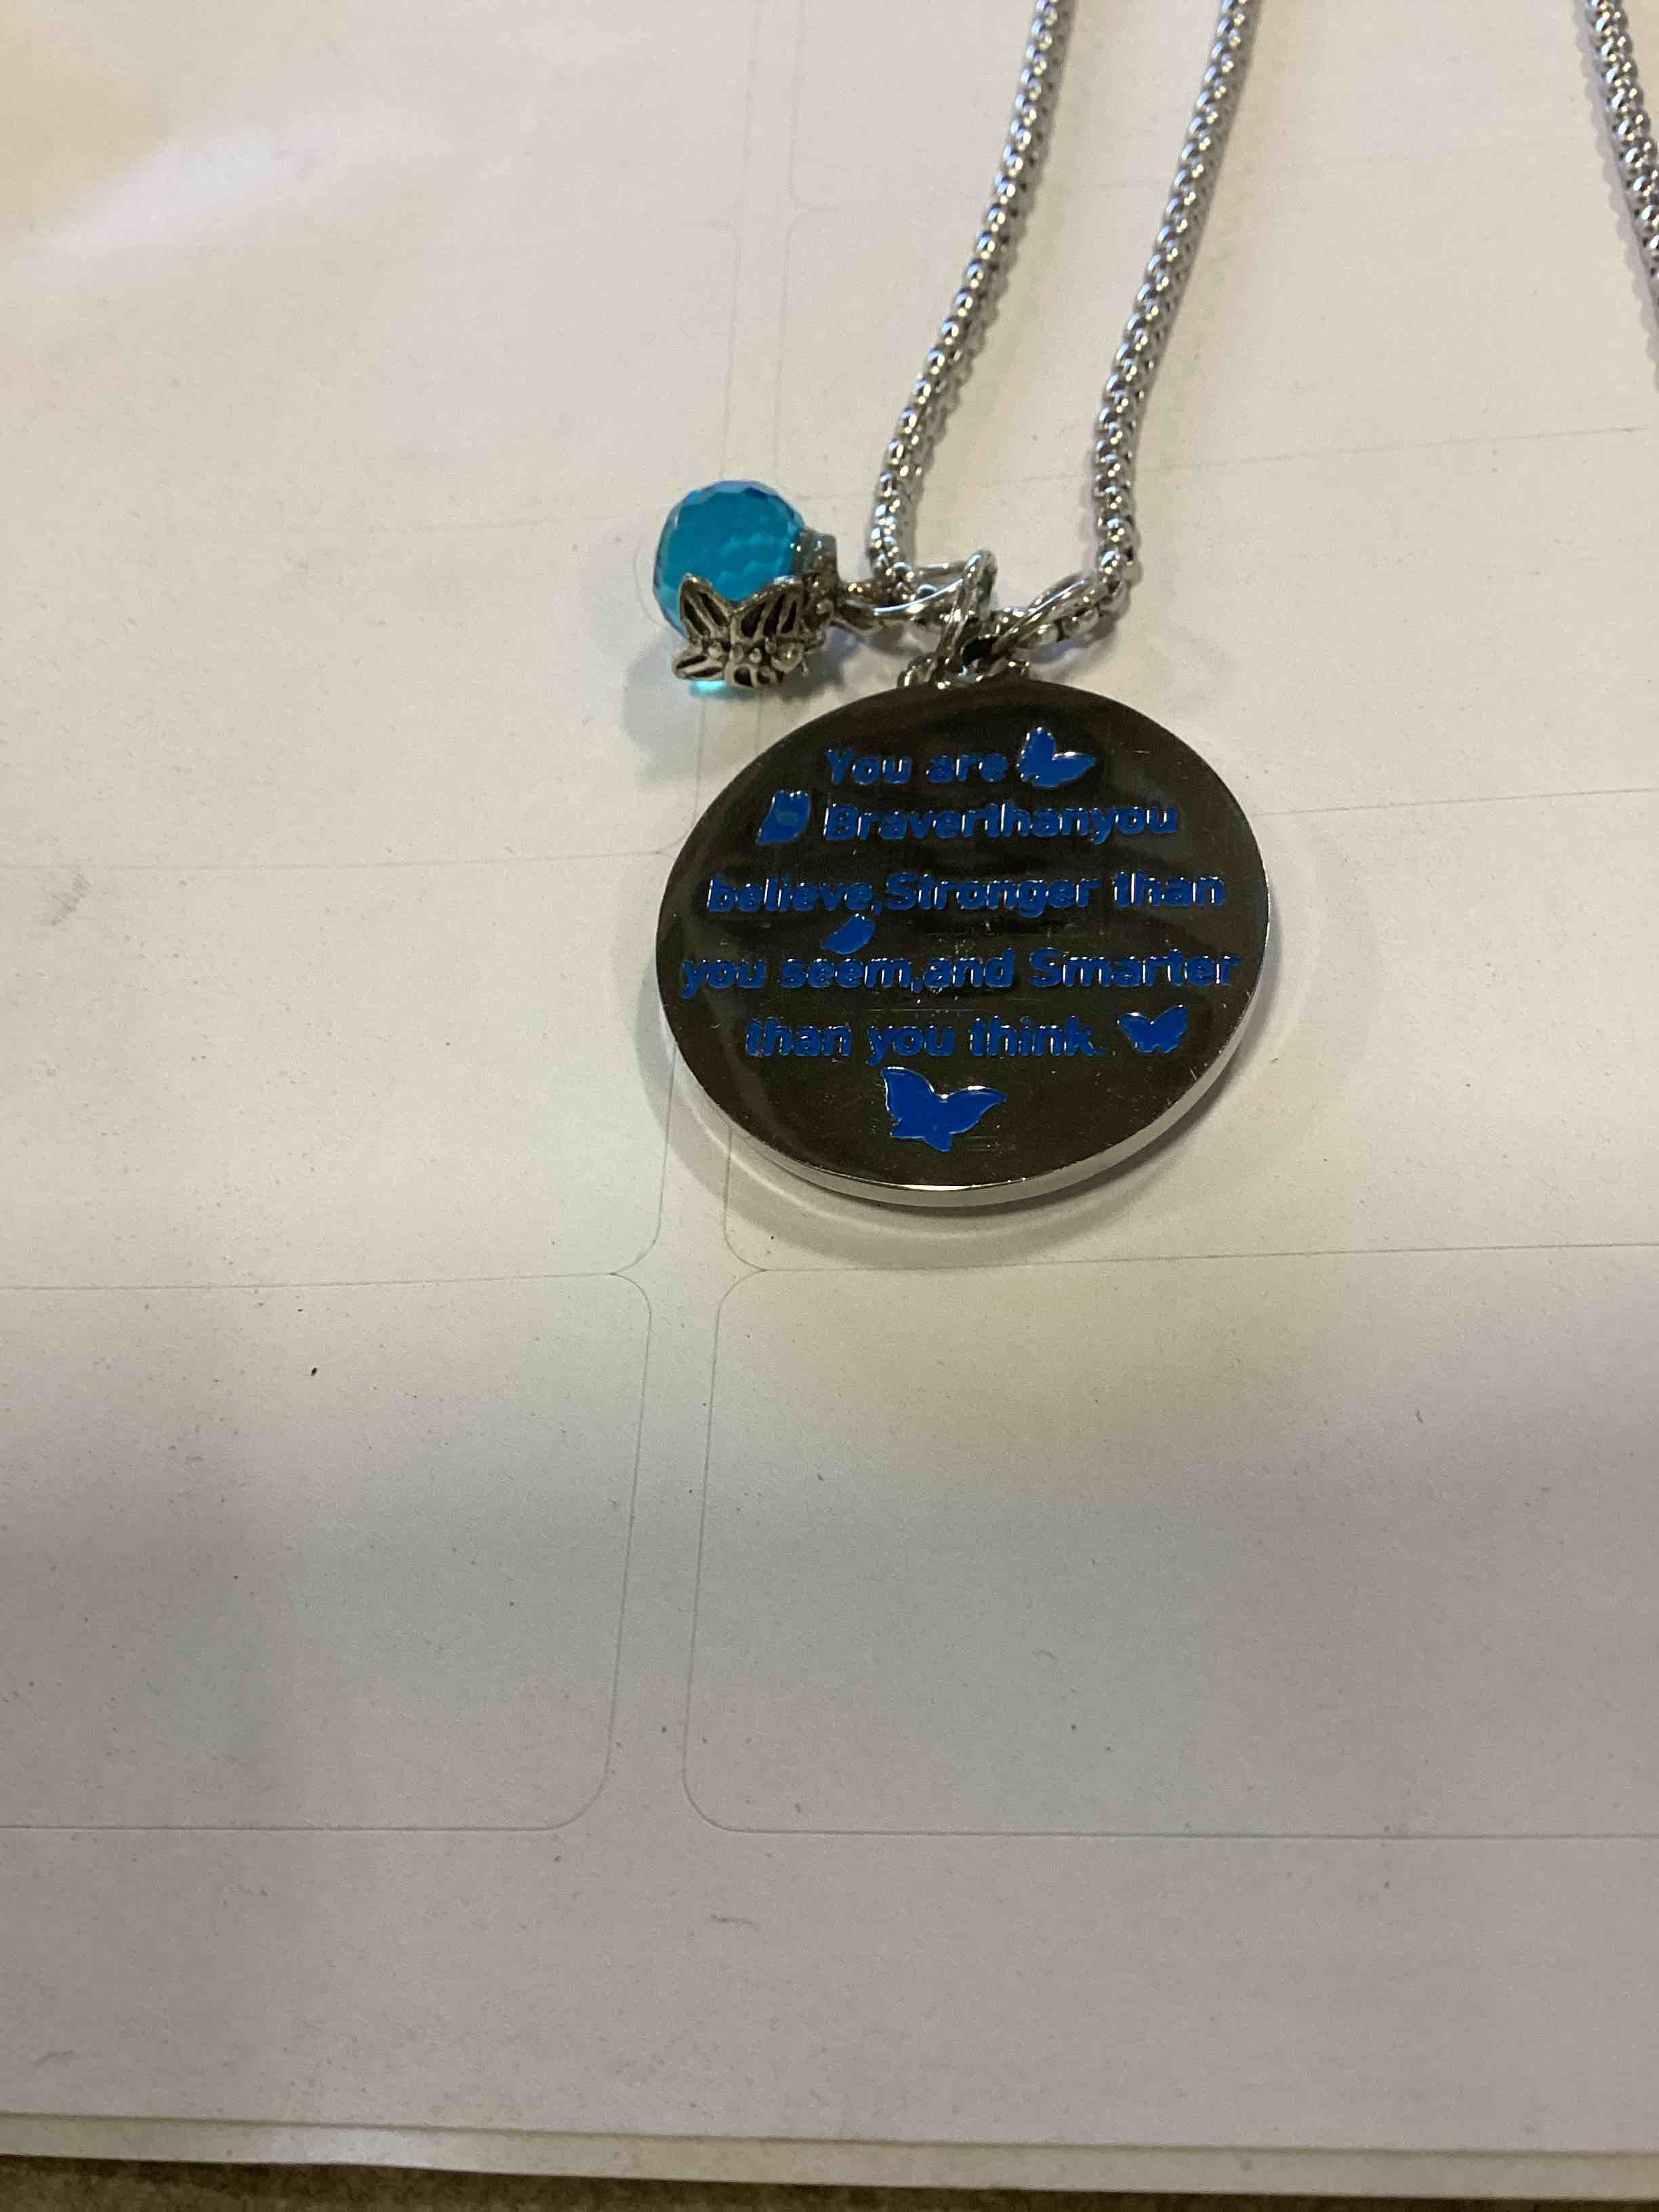 You are
Braverthanyou
believe,Stronger than
you seem,and Smarter
than you think.